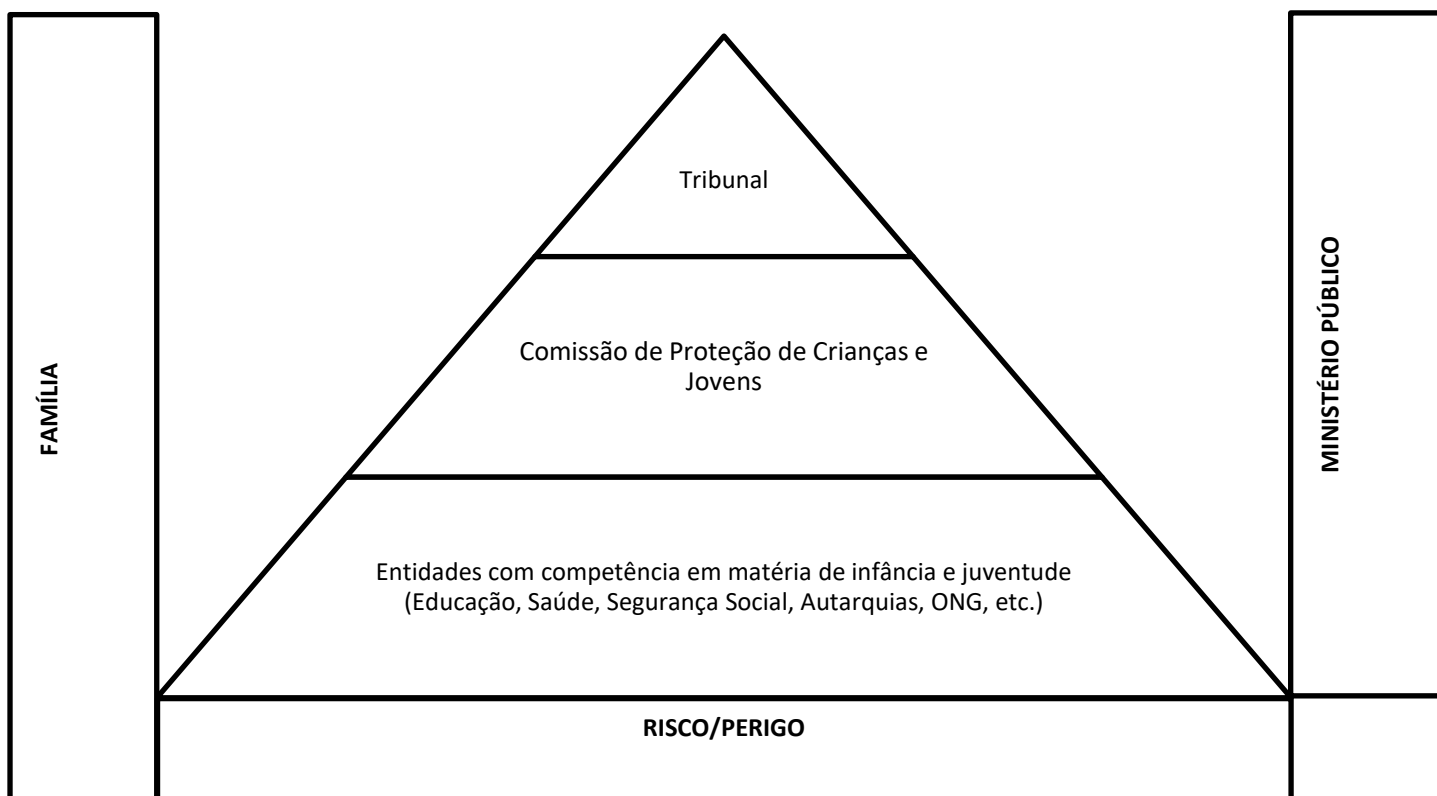 Tribunal
Comissão de Proteção de Crianças e
Jovens
Entidades com competência em matéria de infância e juventude
(Educação, Saúde, Segurança Social, Autarquias, ONG, etc.)
FAMÍLIA
MINISTÉRIO PÚBLICO
RISCO/PERIGO